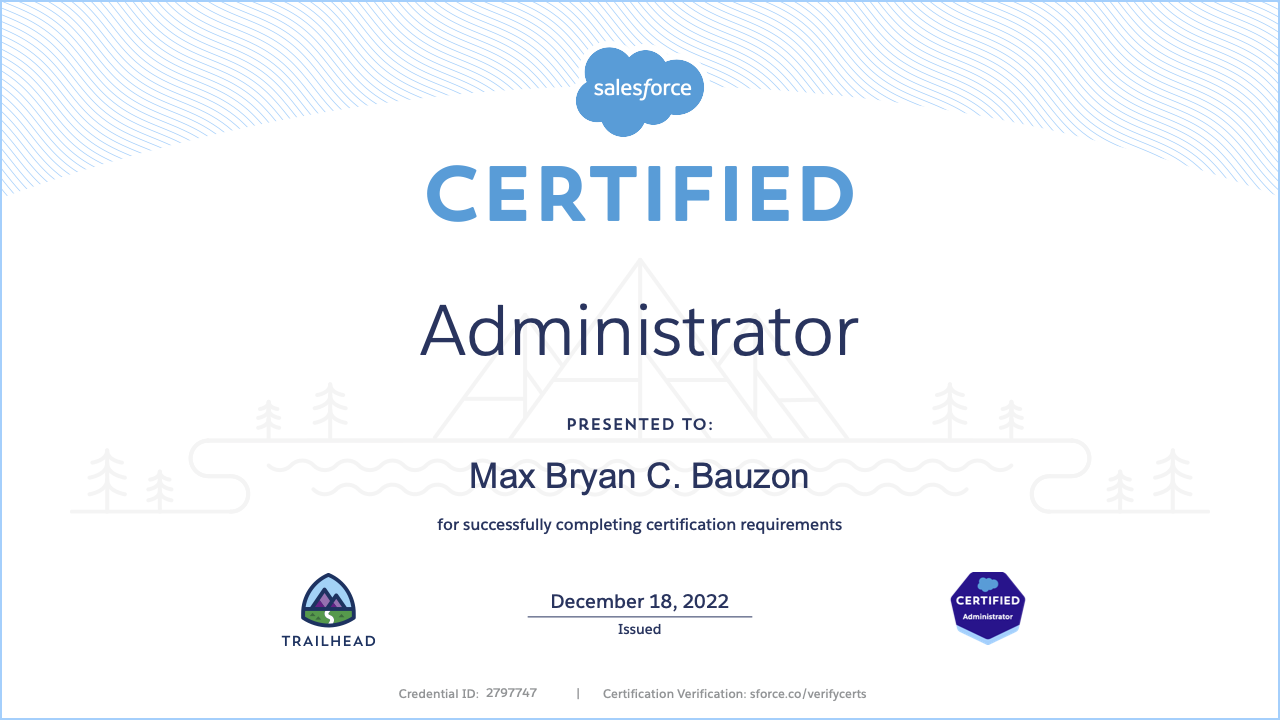 salesforce
CERTIFIED
Administrator
PRESENTED TO:
Max Bryan C. Bauzon
for successfully completing certification requirements
TRAILHEAD
December 18, 2022
Issued
CERTIFIED
Administrator
Credential ID: 2797747 | Certification Verification: sforce.co/verifycerts